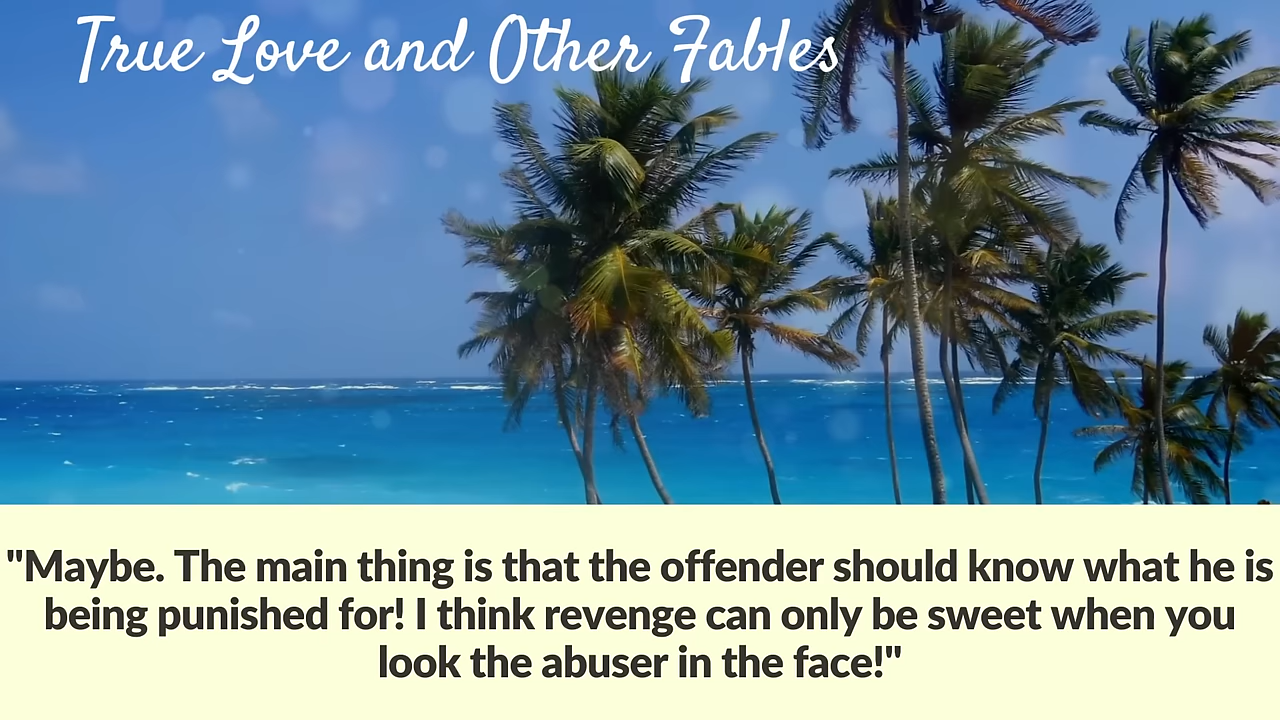 True Love and Other Fables
"Maybe. The main thing is that the offender should know what he is
being punished for! I think revenge can only be sweet when you
look the abuser in the face!"